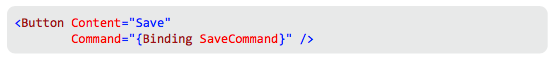 <Button Content="Save"
        Command="{Binding SaveCommand}" />